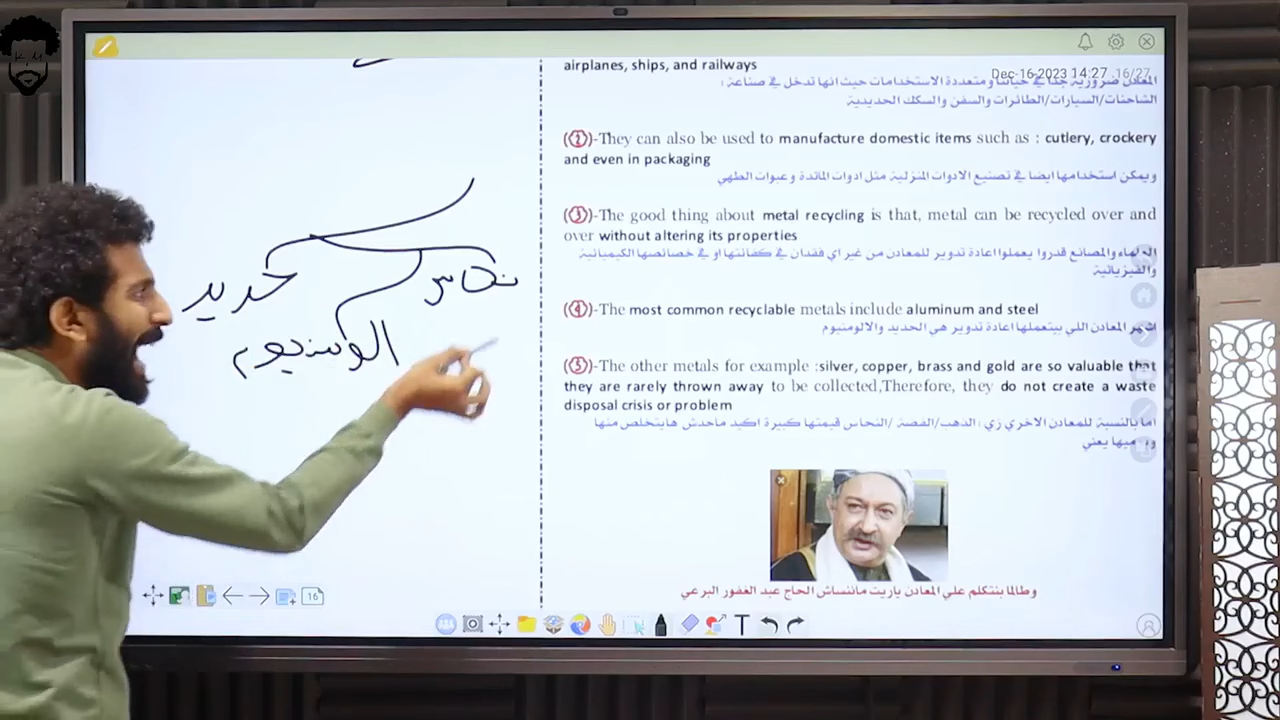 airplanes, ships, and railways
Dec-16-2023 14:27 16/27
المعادن ضرورية جدا في حياتنا ومتعددة الاستخدامات حيث انها تدخل في صناعة :
الشاحنات/السيارات/الطائرات والسفن والسكك الحديدية
(2)-They can also be used to manufacture domestic items such as : cutlery, crockery
and even in packaging
ويمكن استخدامها ايضا في تصنيع الادوات المنزلية مثل ادوات المائدة وعبوات الطهي
(3)-The good thing about metal recycling is that, metal can be recycled over and
over without altering its properties
والمصانع قدروا يعملوا اعادة تدوير للمعادن من غير اي فقدان في كفائتها او في خصائصها الكيميائية
والفيزيائية
(4)-The most common recyclable metals include aluminum and steel
اشهر المعادن اللي بيتعملها اعادة تدوير هي الحديد والالومنيوم
(5)-The other metals for example :silver, copper, brass and gold are so valuable that
they are rarely thrown away to be collected,Therefore, they do not create a waste
disposal crisis or problem
اما بالنسبة للمعادن الاخري زي : الذهب/الفضة /النحاس قيمتها كبيرة اكيد ماحدش هايتخلص منها
يعني
وطالما بنتكلم علي المعادن ياريت ماننساش الحاج عبد الغفور البرعي
نحاس
حديد
الومنيوم
16
T